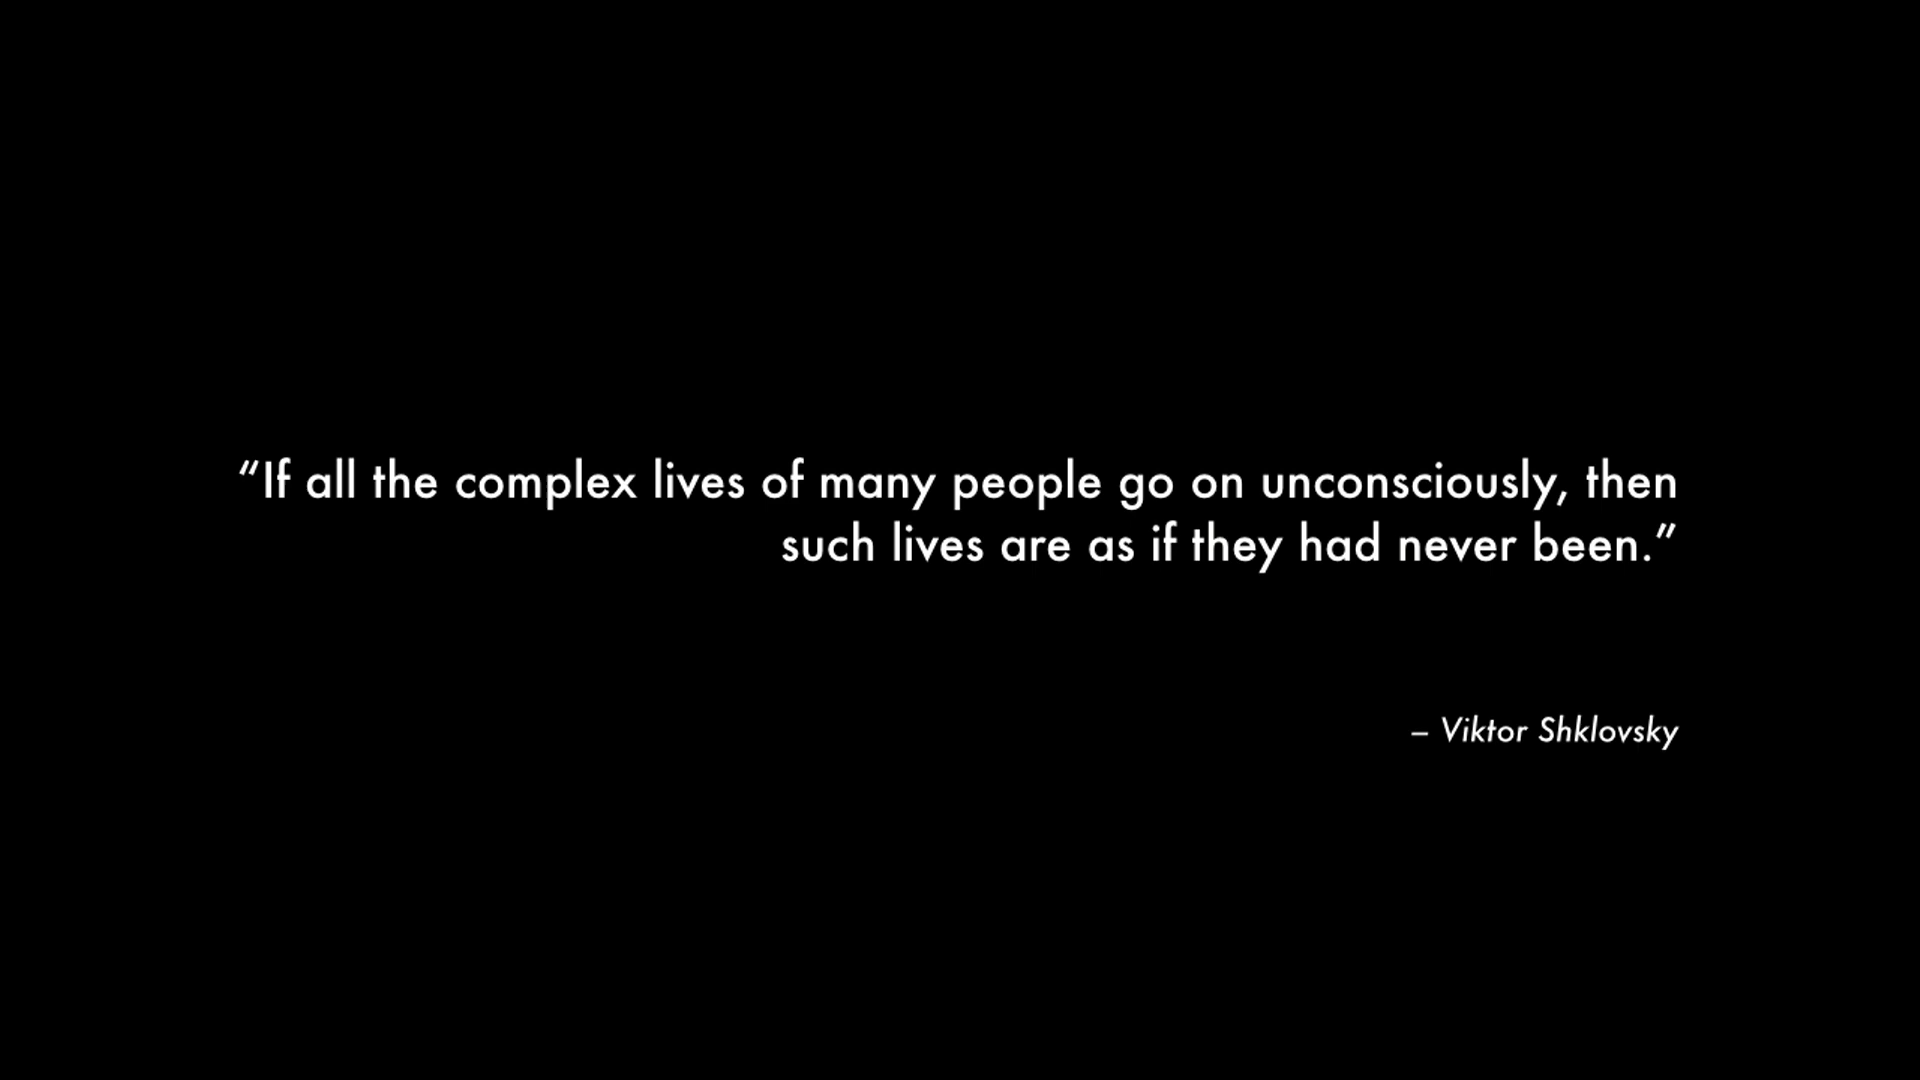 “If all the complex lives of many people go on unconsciously, then
such lives are as if they had never been.”
– Viktor Shklovsky